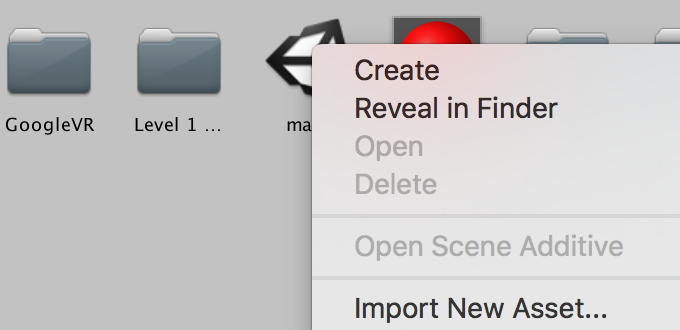 GoogleVR
Level 1 ...
ma
Create
Reveal in Finder
Open
Delete
Open Scene Additive
Import New Asset...